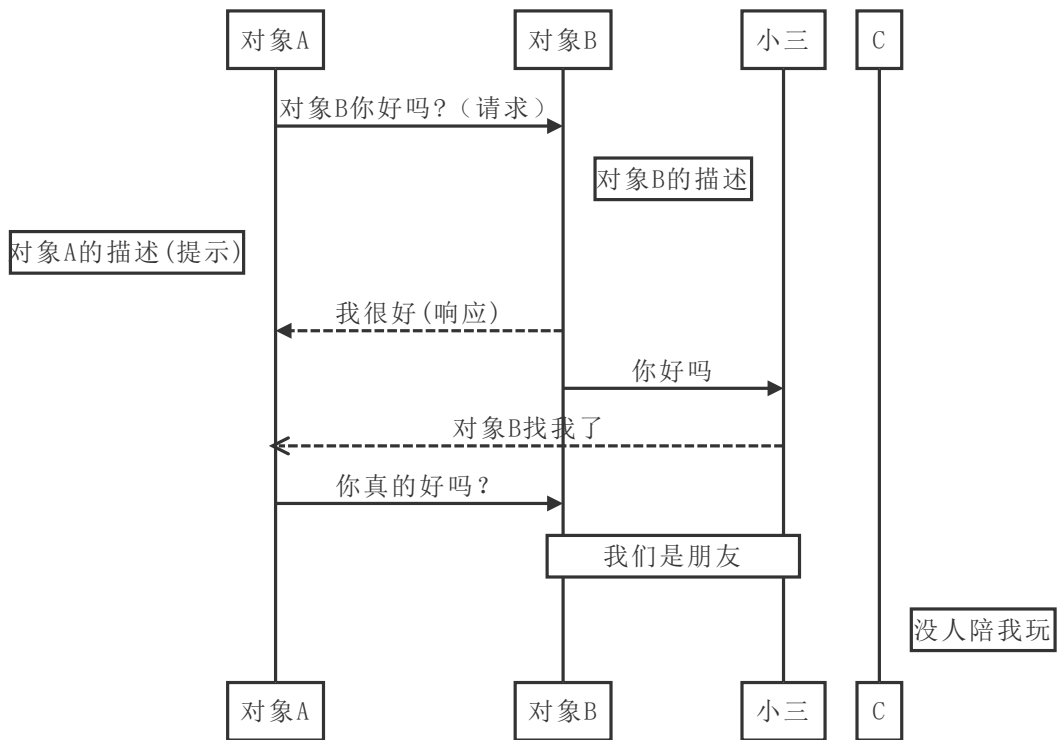 对象A
对象B
小三
C
对象B你好吗?（请求）
对象B的描述
对象A的描述(提示)
我很好(响应)
你好吗
对象B找我了
你真的好吗？
我们是朋友
没人陪我玩
对象A
对象B
小三
C